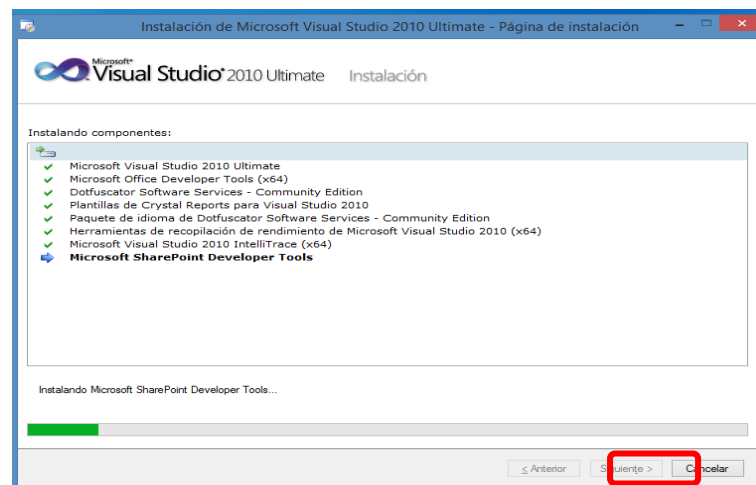 Instalación de Microsoft Visual Studio 2010 Ultimate - Página de instalación
Microsoft®
Visual Studio® 2010 Ultimate Instalación
Instalando componentes:
Microsoft Visual Studio 2010 Ultimate
Microsoft Office Developer Tools (x64)
Dotfuscator Software Services - Community Edition
Plantillas de Crystal Reports para Visual Studio 2010
Paquete de idioma de Dotfuscator Software Services - Community Edition
Herramientas de recopilación de rendimiento de Microsoft Visual Studio 2010 (x64)
Microsoft Visual Studio 2010 IntelliTrace (x64)
Microsoft SharePoint Developer Tools
Instalando Microsoft SharePoint Developer Tools...
< Anterior Siguiente > Cancelar